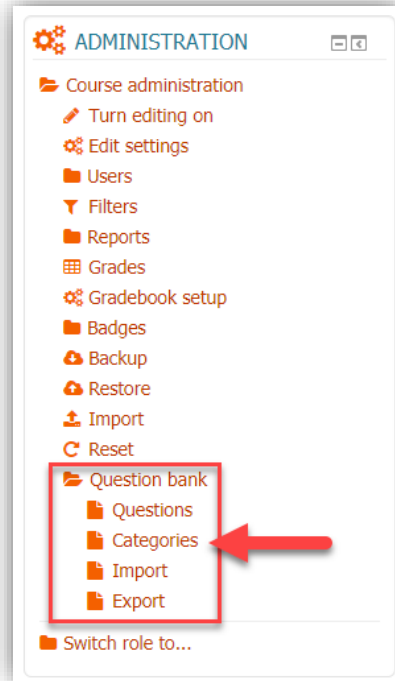 ADMINISTRATION
Course administration
Turn editing on
Edit settings
Users
Filters
Reports
Grades
Gradebook setup
Badges
Backup
Restore
Import
Reset
Question bank
Questions
Categories
Import
Export
Switch role to...